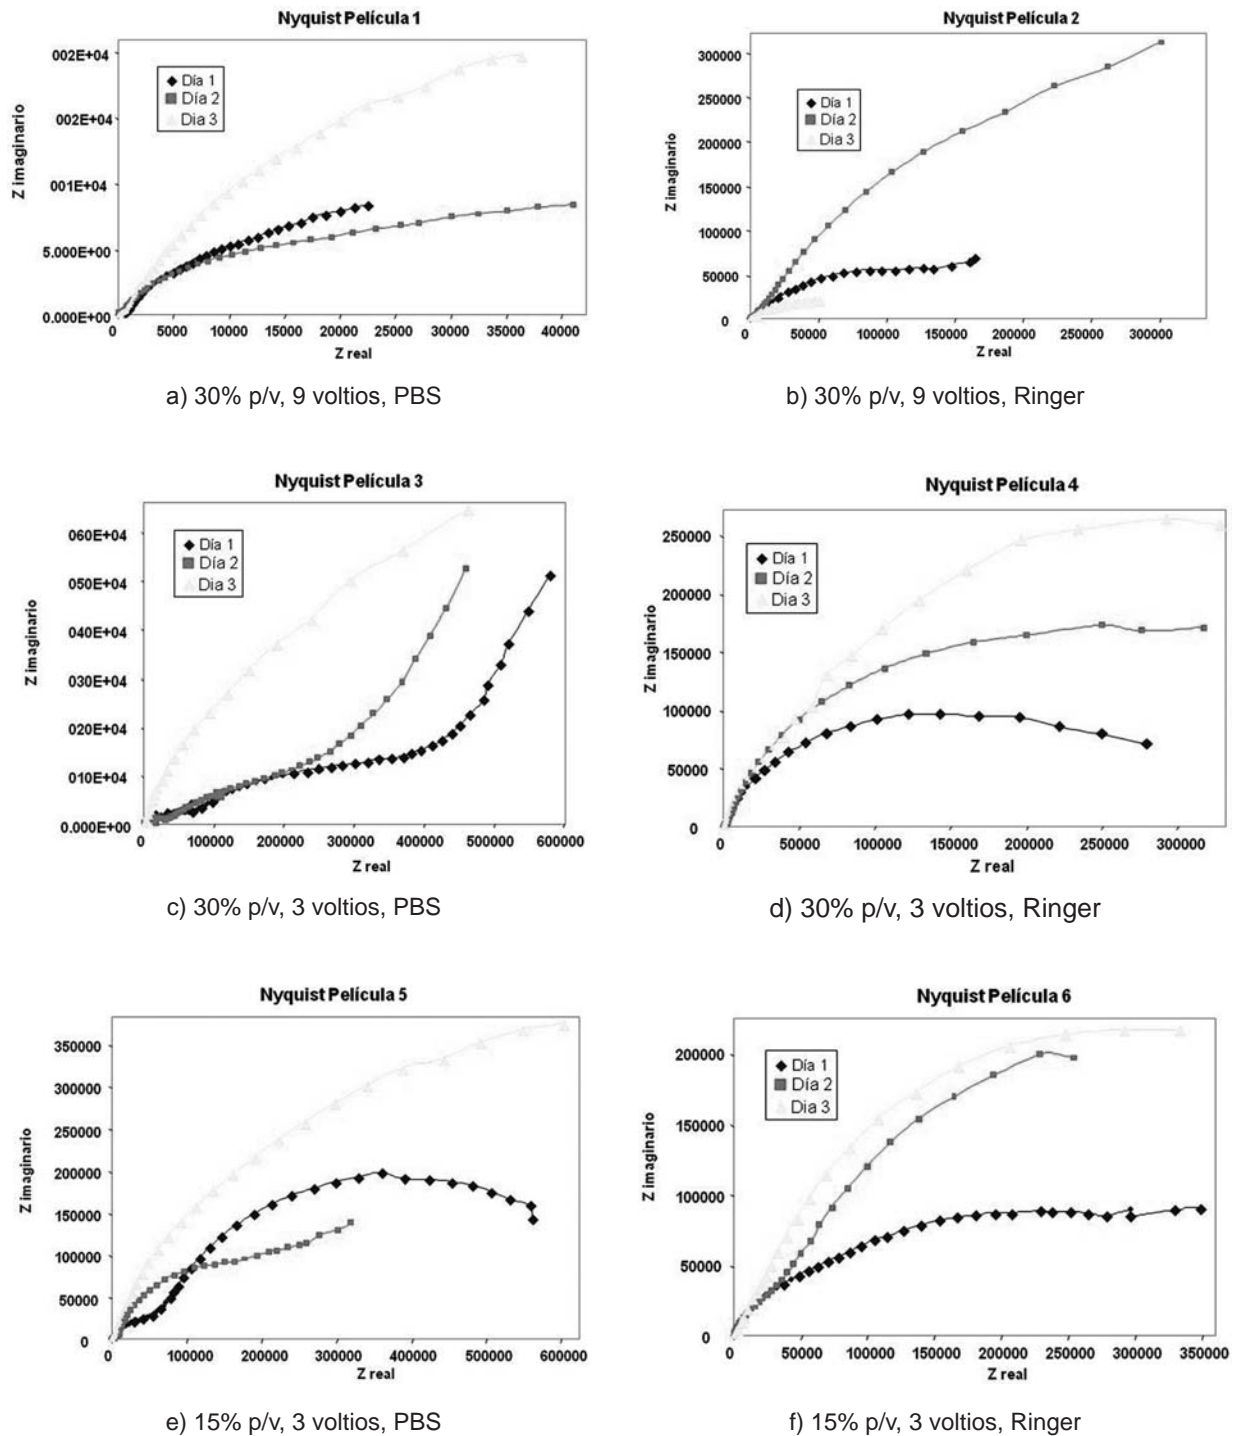 Nyquist Película 1
Z imaginario
002E+04
002E+04
001E+04
5.000E+00
0.000E+00
Día 1
Día 2
Dia 3
0 5000 10000 15000 20000 25000 30000 35000 40000
Z real
a) 30% p/v, 9 voltios, PBS
Nyquist Película 2
Z imaginario
300000
250000
200000
150000
100000
50000
0
Día 1
Día 2
Dia 3
0 50000 100000 150000 200000 250000 300000
Z real
b) 30% p/v, 9 voltios, Ringer
Nyquist Película 3
Z imaginario
060E+04
050E+04
040E+04
030E+04
020E+04
010E+04
0.000E+00
Día 1
Día 2
Dia 3
0 100000 200000 300000 400000 500000 600000
Z real
c) 30% p/v, 3 voltios, PBS
Nyquist Película 4
Z imaginario
250000
200000
150000
100000
50000
0
Día 1
Día 2
Dia 3
0 50000 100000 150000 200000 250000 300000
Z real
d) 30% p/v, 3 voltios, Ringer
Nyquist Película 5
Z imaginario
350000
300000
250000
200000
150000
100000
50000
0
Día 1
Día 2
Dia 3
0 100000 200000 300000 400000 500000 600000
Z real
e) 15% p/v, 3 voltios, PBS
Nyquist Película 6
Z imaginario
200000
150000
100000
50000
0
Día 1
Día 2
Dia 3
0 50000 100000 150000 200000 250000 300000 350000
Z real
f) 15% p/v, 3 voltios, Ringer